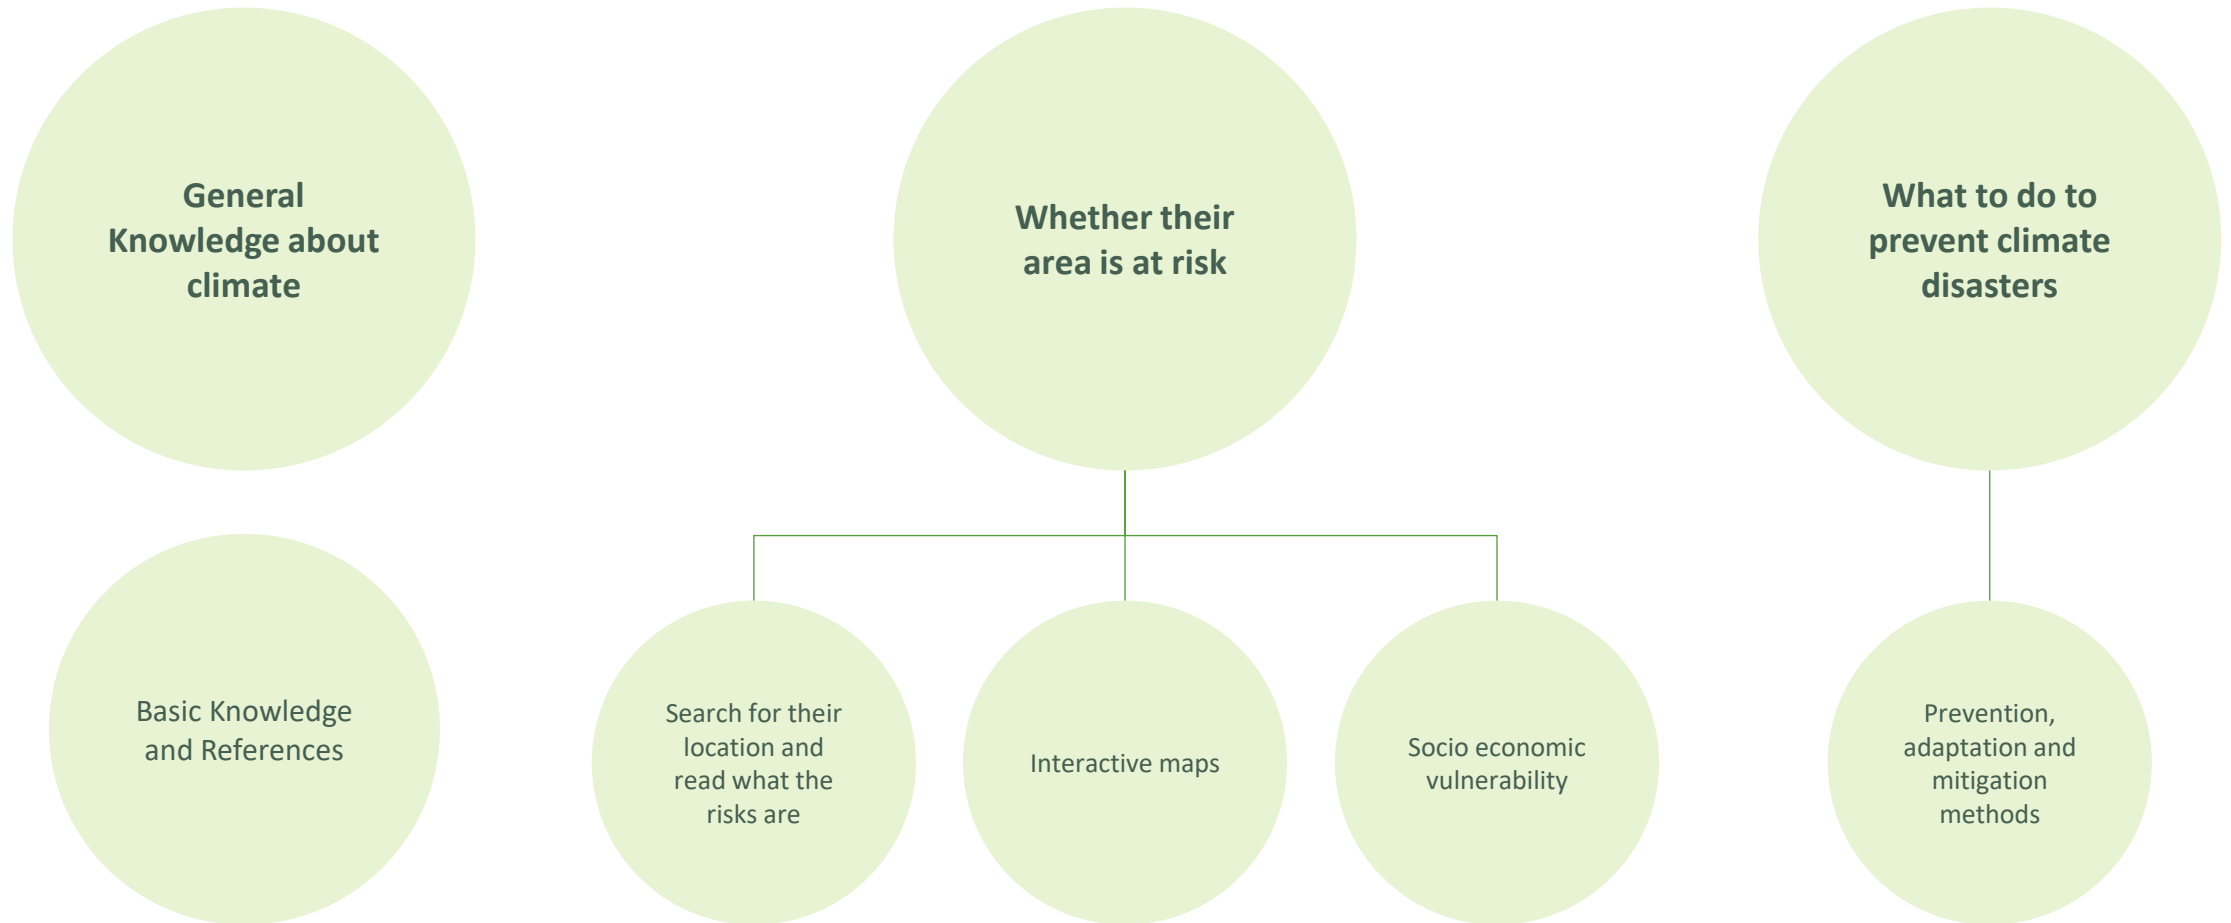 General
Knowledge about
climate
Whether their
area is at risk
What to do to
prevent climate
disasters
Basic Knowledge
and References
Search for their
location and
read what the
risks are
Interactive maps
Socio economic
vulnerability
Prevention,
adaptation and
mitigation
methods